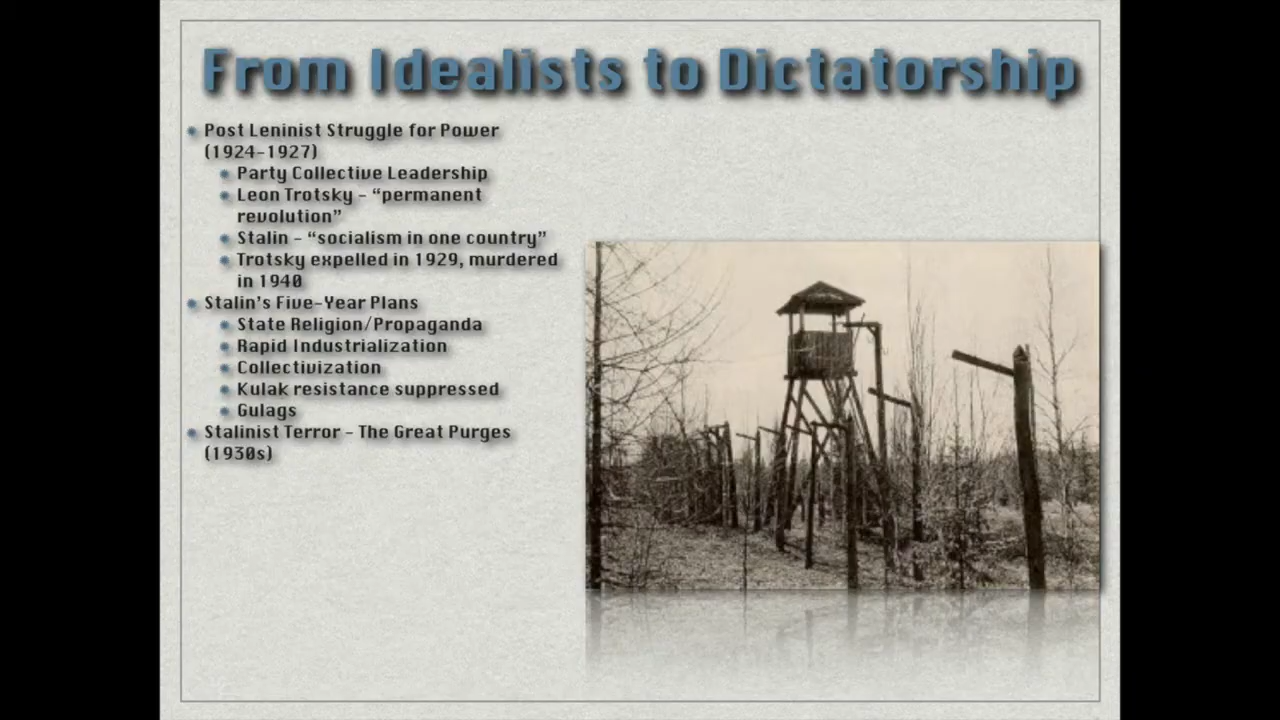 From Idealists to Dictatorship
Post Leninist Struggle for Power
(1924-1927)
Party Collective Leadership
Leon Trotsky - “permanent
revolution”
Stalin - “socialism in one country”
Trotsky expelled in 1929, murdered
in 1940
Stalin’s Five-Year Plans
State Religion/Propaganda
Rapid Industrialization
Collectivization
Kulak resistance suppressed
Gulags
Stalinist Terror - The Great Purges
(1930s)